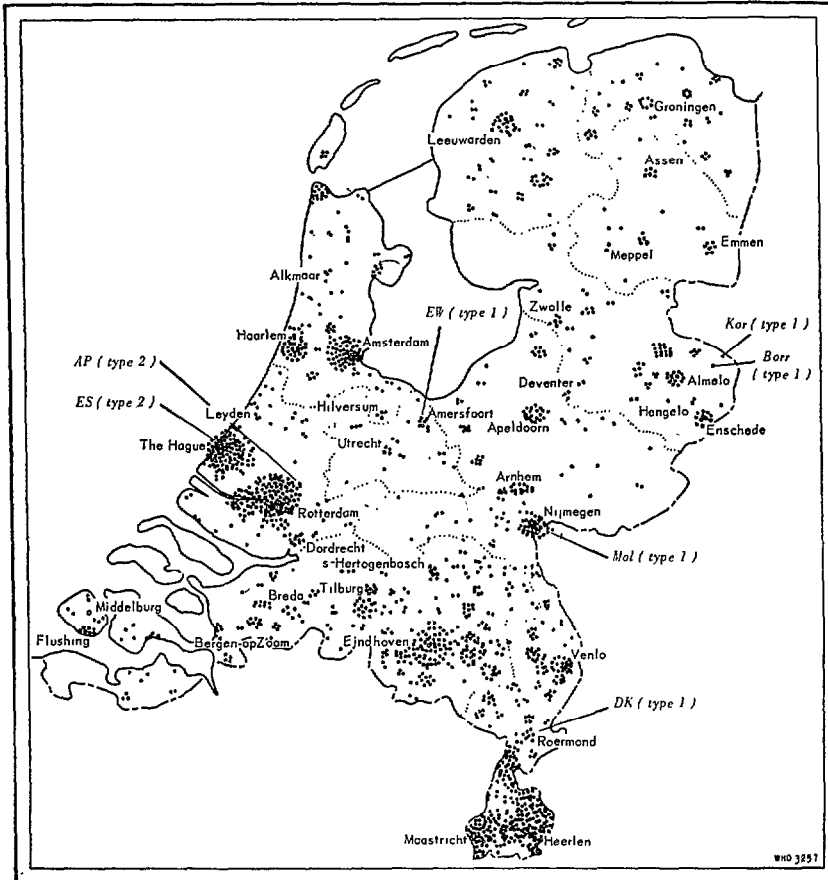 Groningen
Leeuwarden
Assen
Meppel
Emmen
Alkmaar
EW ( type 1 )
Zwolle
Kor ( type 1 )
Haarlem
Amsterdam
AP ( type 2 )
Borr
( type 1 )
Deventer
Almelo
ES ( type 2 )
Leyden
Hilversum
Amersfoort
Hengelo
Apeldoorn
Enschede
The Hague
Utrecht
Arnhem
Rotterdam
Nijmegen
Dordrecht
Mol ( type 1 )
s-Hertogenbosch
Breda
Tilburg
Middelburg
Flushing
Bergen-op Zoom
Eindhoven
Venlo
DK ( type 1 )
Roermond
Maastricht
Heerlen
WHO 3257